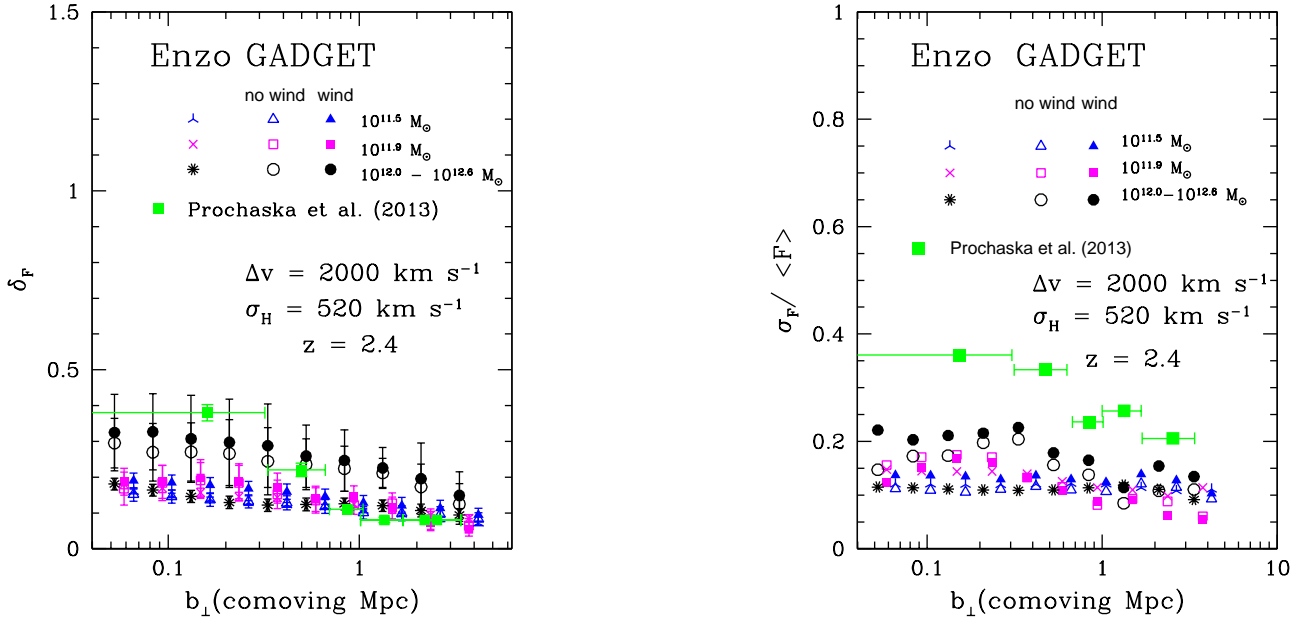 1.5
Enzo GADGET
no wind wind
10^11.5 M⊙
10^11.9 M⊙
10^12.0 − 10^12.6 M⊙
1
Prochaska et al. (2013)
Δv = 2000 km s^−1
σ_H = 520 km s^−1
z = 2.4
δ_F
0.5
0
0.1 1
b⊥(comoving Mpc)
1
Enzo GADGET
no wind wind
0.8
10^11.5 M⊙
10^11.9 M⊙
10^12.0−10^12.6 M⊙
0.6
Prochaska et al. (2013)
Δv = 2000 km s^−1
σ_H = 520 km s^−1
z = 2.4
σ_F/ <F>
0.4
0.2
0
0.1 1 10
b⊥(comoving Mpc)